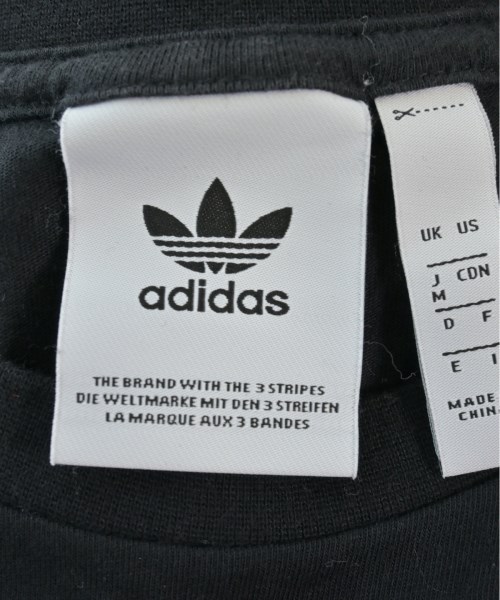 adidas
THE BRAND WITH THE 3 STRIPES
DIE WELTMARKE MIT DEN 3 STREIFEN
LA MARQUE AUX 3 BANDES
UK US
J CDN
M
D F
E I
MADE
CHIN